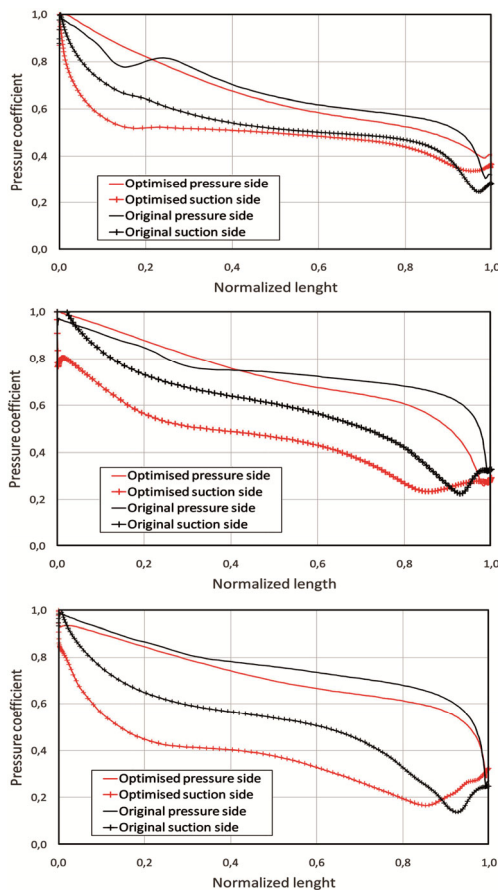 1,0
0,8
0,6
0,4
0,2
0,0
Pressure coefficient
Optimised pressure side
Optimised suction side
Original pressure side
Original suction side
0,0 0,2 0,4 0,6 0,8 1,0
Normalized lenght
1,0
0,8
0,6
0,4
0,2
0,0
Pressure coefficient
Optimised pressure side
Optimised suction side
Original pressure side
Original suction side
0,0 0,2 0,4 0,6 0,8 1,0
Normalized length
1,0
0,8
0,6
0,4
0,2
0,0
Pressure coefficient
Optimised pressure side
Optimised suction side
Original pressure side
Original suction side
0,0 0,2 0,4 0,6 0,8 1,0
Normalized lenght